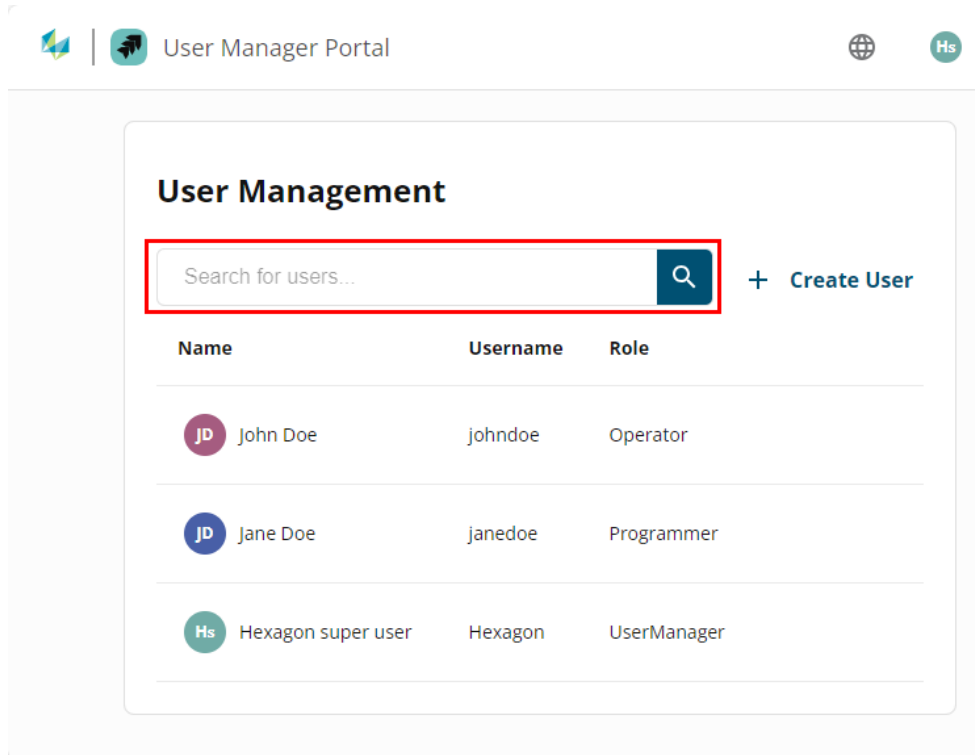 User Manager Portal
Hs
User Management
Search for users...
Create User
Name Username Role
JD John Doe johndoe Operator
JD Jane Doe janedoe Programmer
Hs Hexagon super user Hexagon UserManager